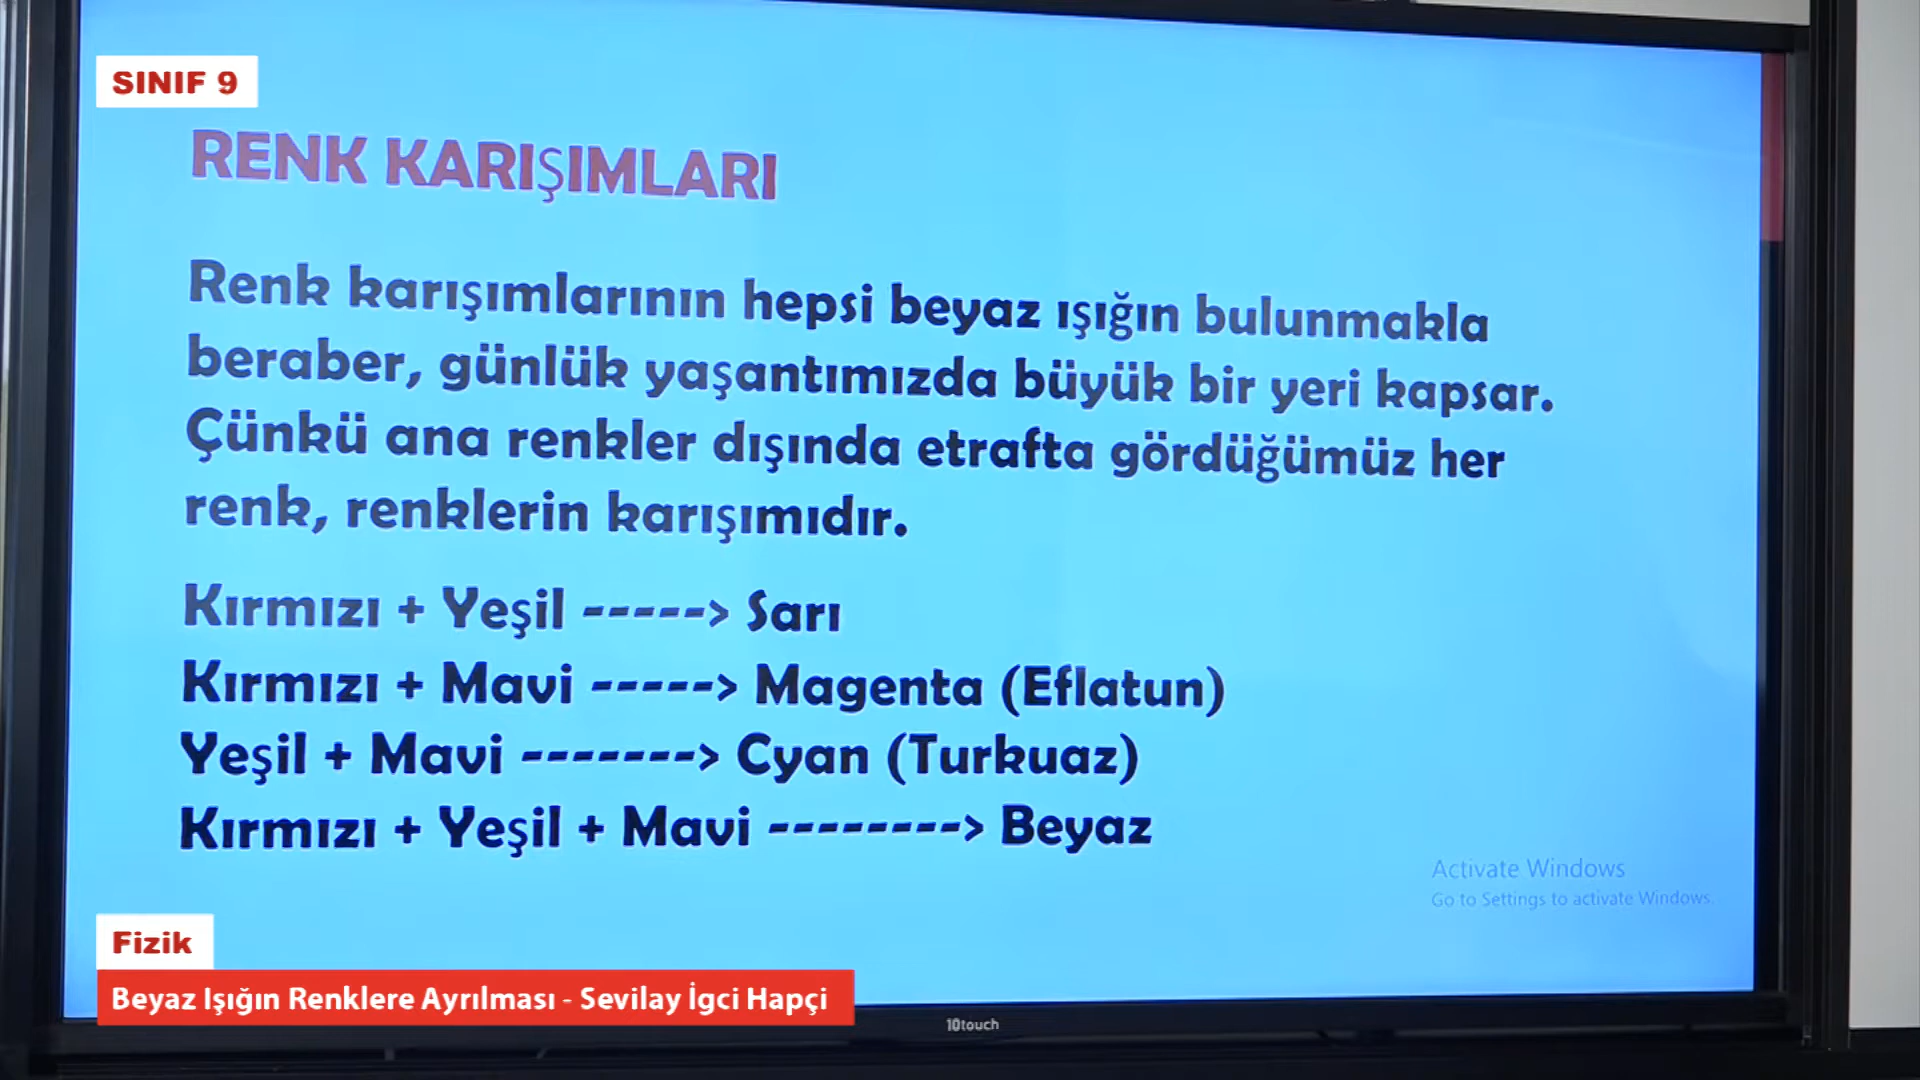 SINIF 9
RENK KARIŞIMLARI
Renk karışımlarının hepsi beyaz ışığın bulunmakla
beraber, günlük yaşantımızda büyük bir yeri kapsar.
Çünkü ana renkler dışında etrafta gördüğümüz her
renk, renklerin karışımıdır.
Kırmızı + Yeşil -----> Sarı
Kırmızı + Mavi -----> Magenta (Eflatun)
Yeşil + Mavi -------> Cyan (Turkuaz)
Kırmızı + Yeşil + Mavi --------> Beyaz
Activate Windows
Go to Settings to activate Windows.
Fizik
Beyaz Işığın Renklere Ayrılması - Sevilay İgci Hapçi
10touch